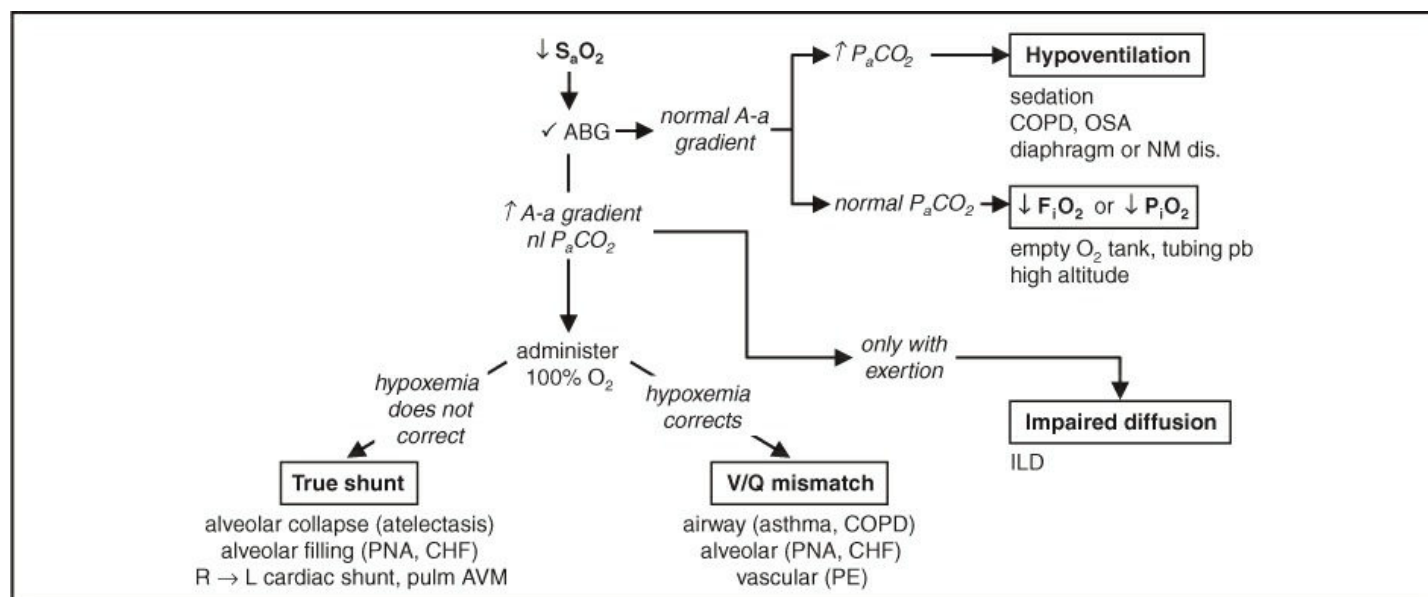 ↓ SₐO₂
✓ ABG
normal A-a
gradient
↑ PₐCO₂
Hypoventilation
sedation
COPD, OSA
diaphragm or NM dis.
normal PₐCO₂
↓ FᵢO₂ or ↓ PᵢO₂
empty O₂ tank, tubing pb
high altitude
↑ A-a gradient
nl PₐCO₂
only with
exertion
Impaired diffusion
ILD
administer
100% O₂
hypoxemia
does not
correct
True shunt
alveolar collapse (atelectasis)
alveolar filling (PNA, CHF)
R → L cardiac shunt, pulm AVM
hypoxemia
corrects
V/Q mismatch
airway (asthma, COPD)
alveolar (PNA, CHF)
vascular (PE)